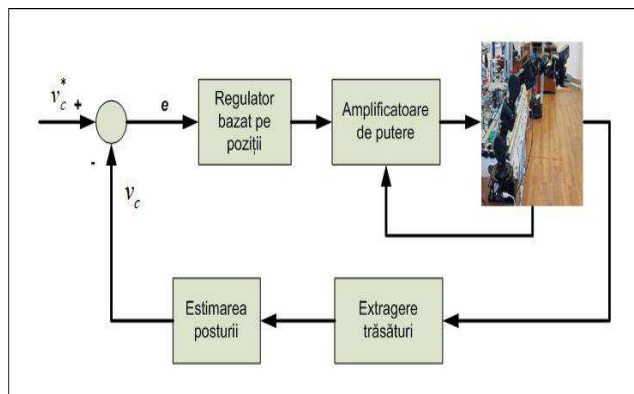 v*c
+
e
Regulator
bazat pe
poziții
Amplificatoare
de putere
-
vc
Estimarea
posturii
Extragere
trăsături